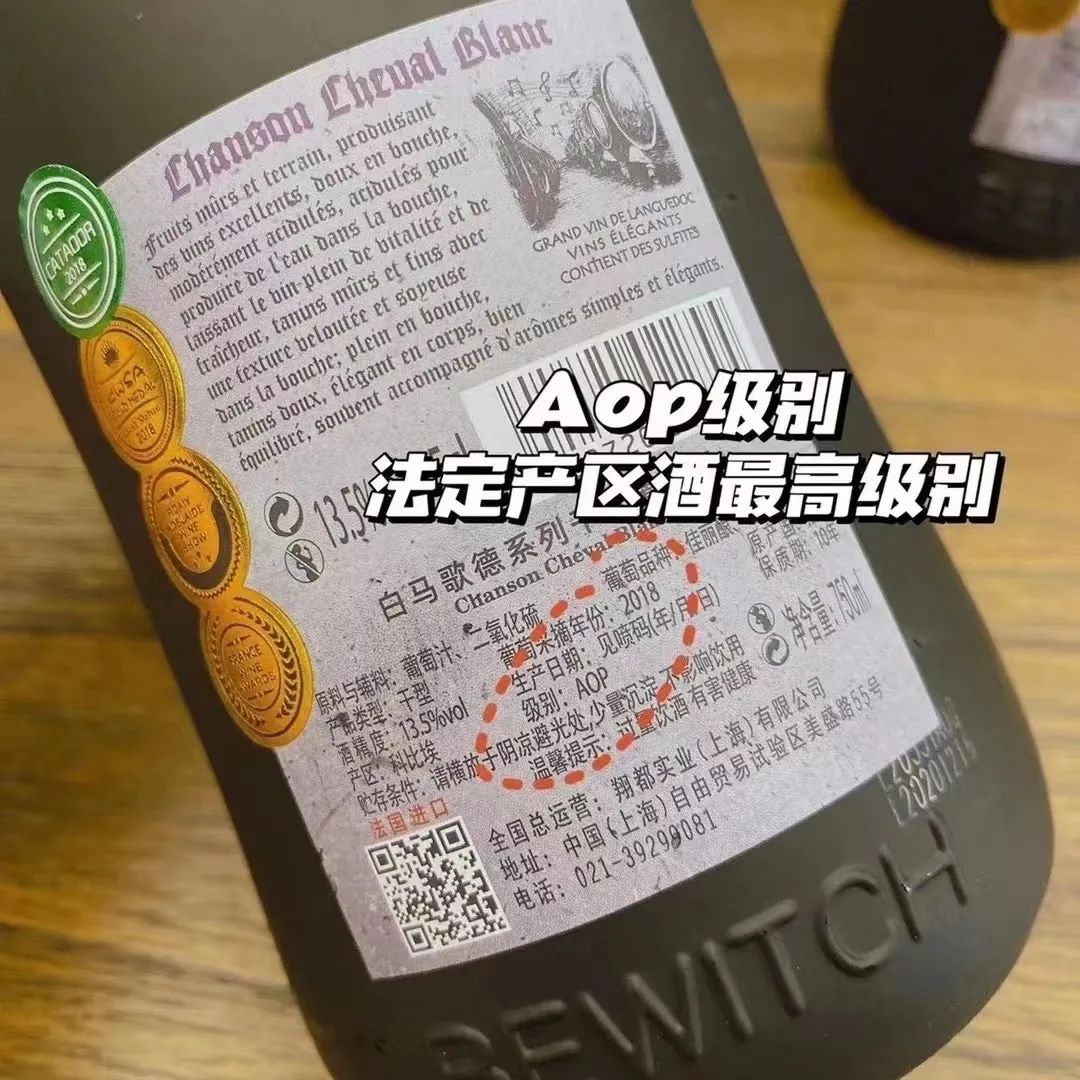 Chanson Cheval Blanc
Fruits mûrs et terrain, produisant
des vins excellents, doux en bouche,
modérément acidulés, acidulés pour
produire de l'eau dans la bouche,
laissant le vin plein de vitalité et de
fraîcheur, tanins mûrs et fins avec
une texture veloutée et soyeuse
dans la bouche; plein en bouche,
tanins doux, élégant en corps, bien
équilibré, souvent accompagné d'arômes simples et élégants.
GRAND VIN DE LANGUEDOC
VINS ÉLÉGANTS
CONTIENT DES SULFITES
CATADOR
2018
2018
WINE
SHOW
FRANCE
WINE
AWARDS
Aop级别
法定产区酒最高级别
13.5%
白马歌德系列
Chanson Cheval Blanc
原料与辅料: 葡萄汁、二氧化硫
葡萄品种: 佳丽酿
产品类型: 干型
葡萄采摘年份: 2018
保质期: 10年
酒精度: 13.5%vol
生产日期: 见喷码(年/月/日)
净含量: 750ml
产区: 科比埃
级别: AOP
贮存条件: 请横放于阴凉避光处,少量沉淀,不影响饮用
温馨提示: 过量饮酒 有害健康
法国进口
全国总运营: 翔都实业(上海)有限公司
地址: 中国(上海)自由贸易试验区美盛路55号
电话: 021-39290081
20201216
BEWITCH